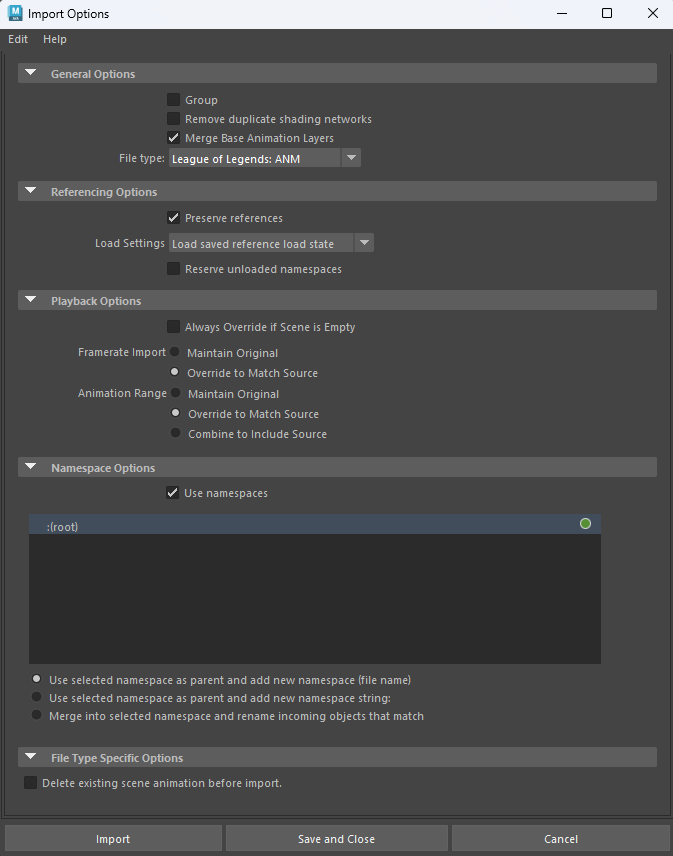 Import Options
Edit Help
General Options
Group
Remove duplicate shading networks
Merge Base Animation Layers
File type: League of Legends: ANM
Referencing Options
Preserve references
Load Settings Load saved reference load state
Reserve unloaded namespaces
Playback Options
Always Override if Scene is Empty
Framerate Import Maintain Original
Override to Match Source
Animation Range Maintain Original
Override to Match Source
Combine to Include Source
Namespace Options
Use namespaces
:(root)
Use selected namespace as parent and add new namespace (file name)
Use selected namespace as parent and add new namespace string:
Merge into selected namespace and rename incoming objects that match
File Type Specific Options
Delete existing scene animation before import.
Import Save and Close Cancel